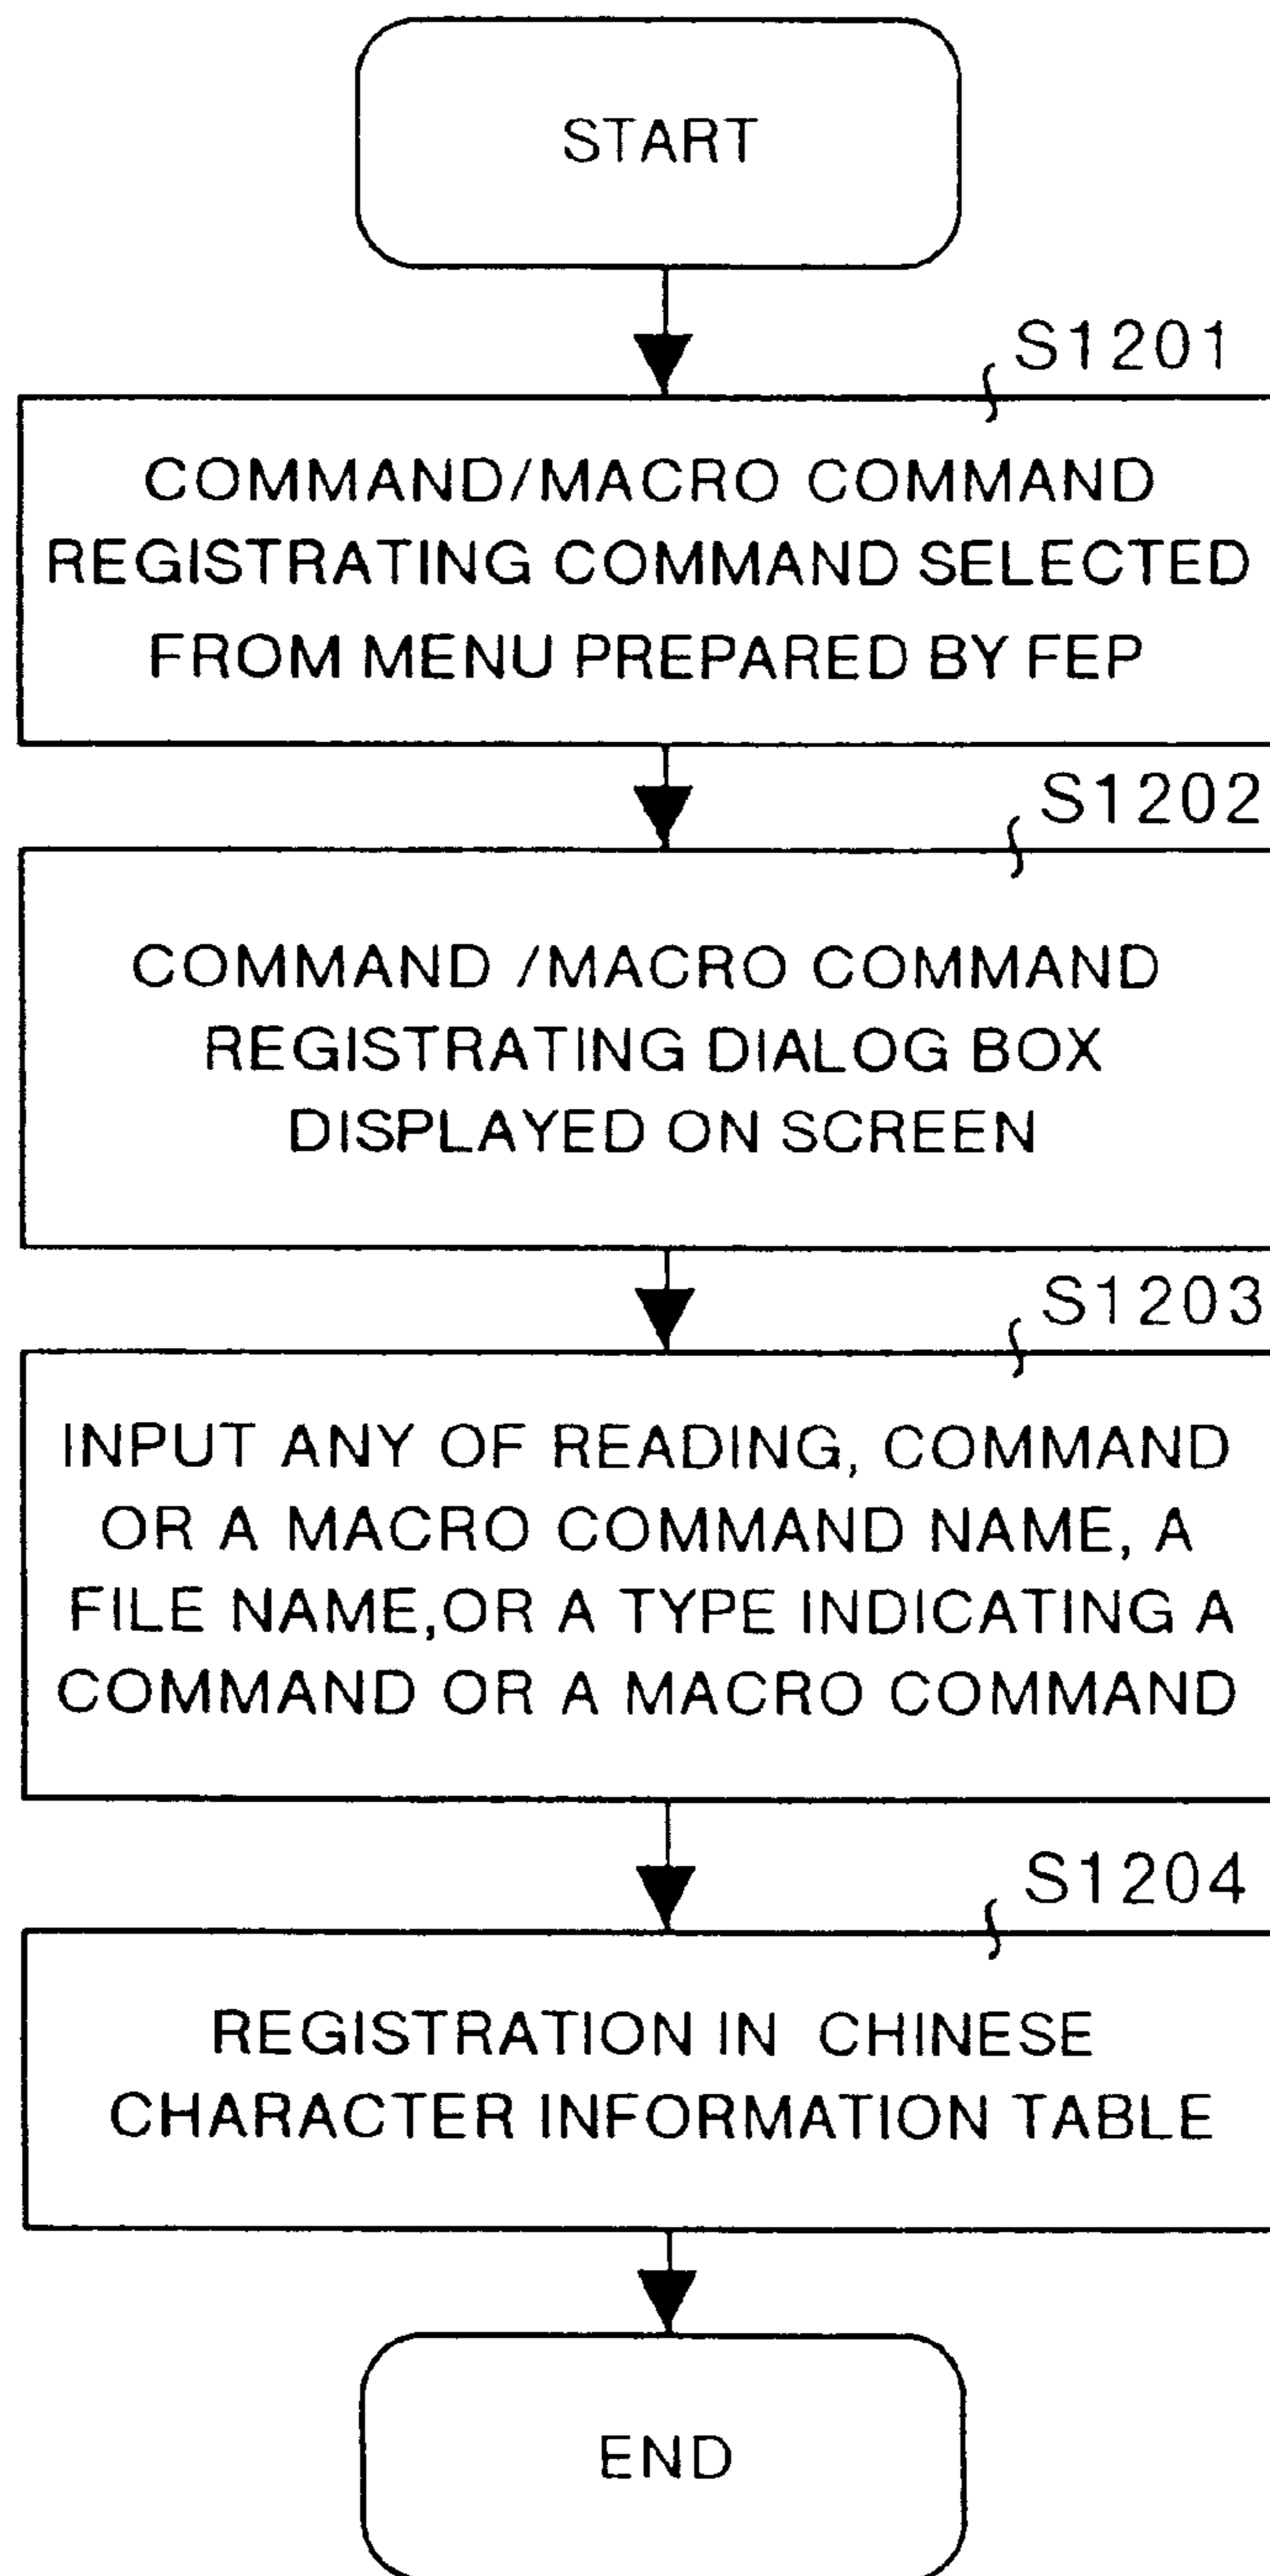 START
S1201
COMMAND/MACRO COMMAND
REGISTRATING COMMAND SELECTED
FROM MENU PREPARED BY FEP
S1202
COMMAND /MACRO COMMAND
REGISTRATING DIALOG BOX
DISPLAYED ON SCREEN
S1203
INPUT ANY OF READING, COMMAND
OR A MACRO COMMAND NAME, A
FILE NAME,OR A TYPE INDICATING A
COMMAND OR A MACRO COMMAND
S1204
REGISTRATION IN CHINESE
CHARACTER INFORMATION TABLE
END